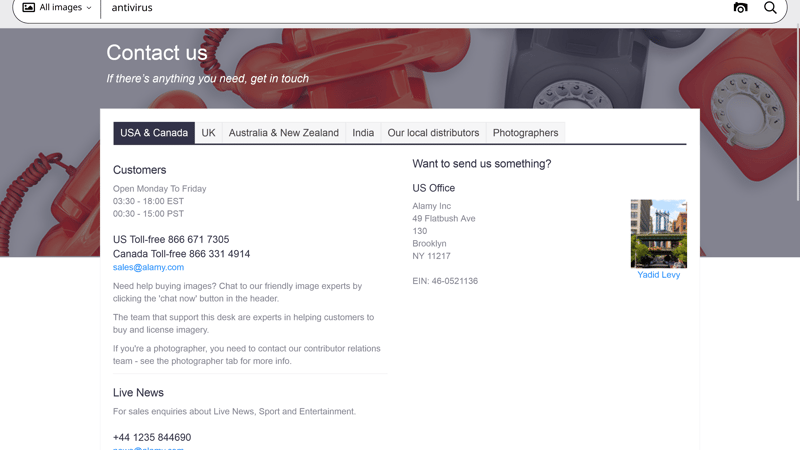 All images
antivirus
Contact us
If there's anything you need, get in touch
USA & Canada
UK
Australia & New Zealand
India
Our local distributors
Photographers
Customers
Open Monday To Friday
03:30 - 18:00 EST
00:30 - 15:00 PST
US Toll-free 866 671 7305
Canada Toll-free 866 331 4914
sales@alamy.com
Need help buying images? Chat to our friendly image experts by
clicking the 'chat now' button in the header.
The team that support this desk are experts in helping customers to
buy and license imagery.
If you're a photographer, you need to contact our contributor relations
team - see the photographer tab for more info.
Live News
For sales enquiries about Live News, Sport and Entertainment.
+44 1235 844690
Want to send us something?
US Office
Alamy Inc
49 Flatbush Ave
130
Brooklyn
NY 11217
EIN: 46-0521136
Yadid Levy